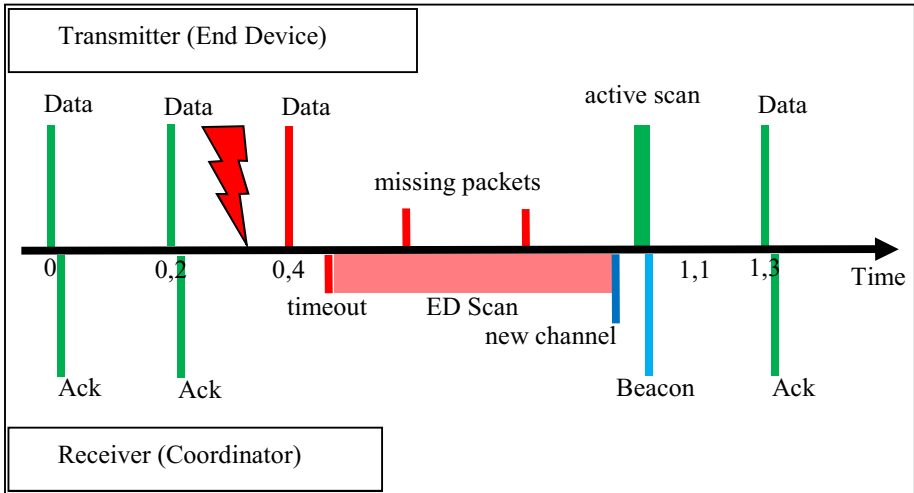 Transmitter (End Device)
Data
Data
Data
active scan
Data
missing packets
0
0,2
0,4
1,1
1,3
Time
timeout
ED Scan
new channel
Ack
Ack
Beacon
Ack
Receiver (Coordinator)